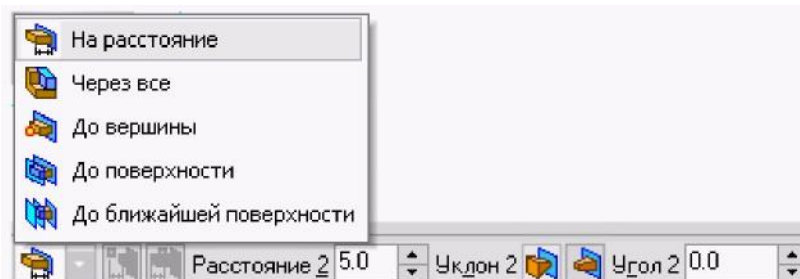 На расстояние
Через все
До вершины
До поверхности
До ближайшей поверхности
Расстояние 2 5.0 Уклон 2 Угол 2 0.0